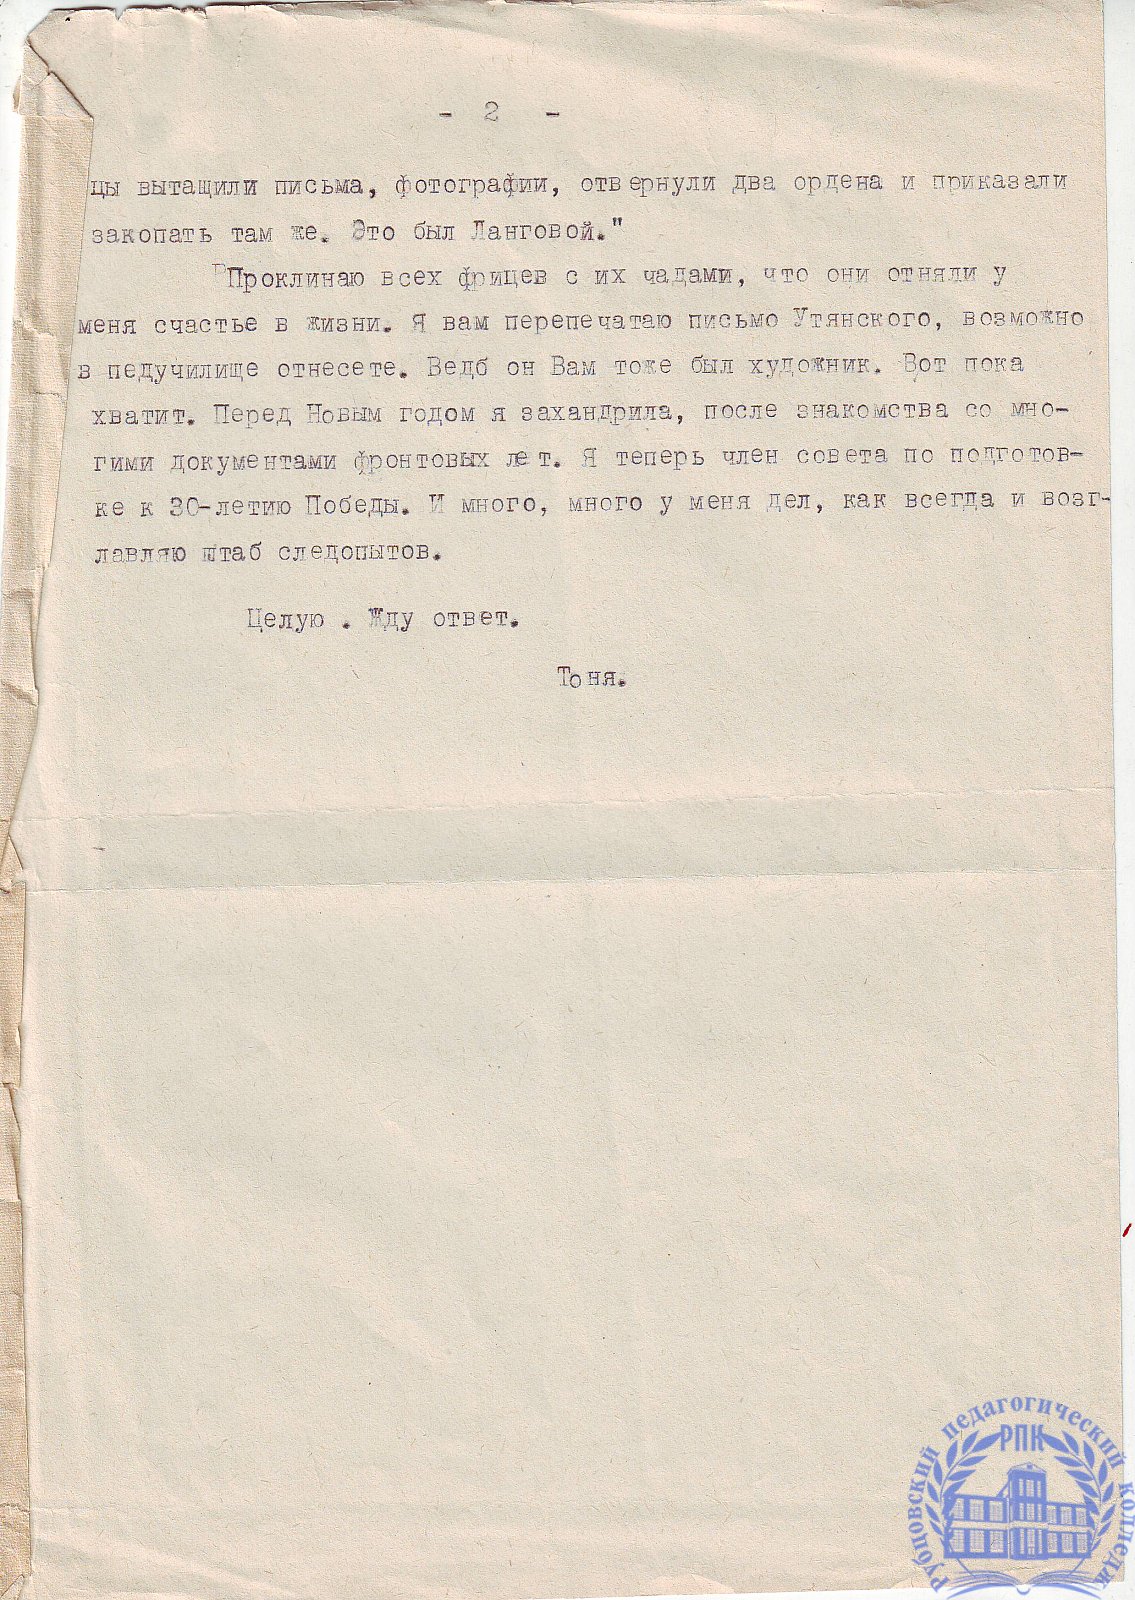 - 2 -
цы вытащили письма, фотографии, отвернули два ордена и приказали
закопать там же. Это был Ланговой."
"Проклинаю всех фрицев с их чадами, что они отняли у
меня счастье в жизни. Я вам перепечатаю письмо Утянского, возможно
в педучилище отнесете. Ведб он Вам тоже был художник. Вот пока
хватит. Перед Новым годом я захандрила, после знакомства со мно-
гими документами фронтовых лет. Я теперь член совета по подготов-
ке к 30-летию Победы. И много, много у меня дел, как всегда и возг-
лавляю штаб следопытов.
Целую . Жду ответ.
Тоня.
Рубцовский педагогический колледж
РПК